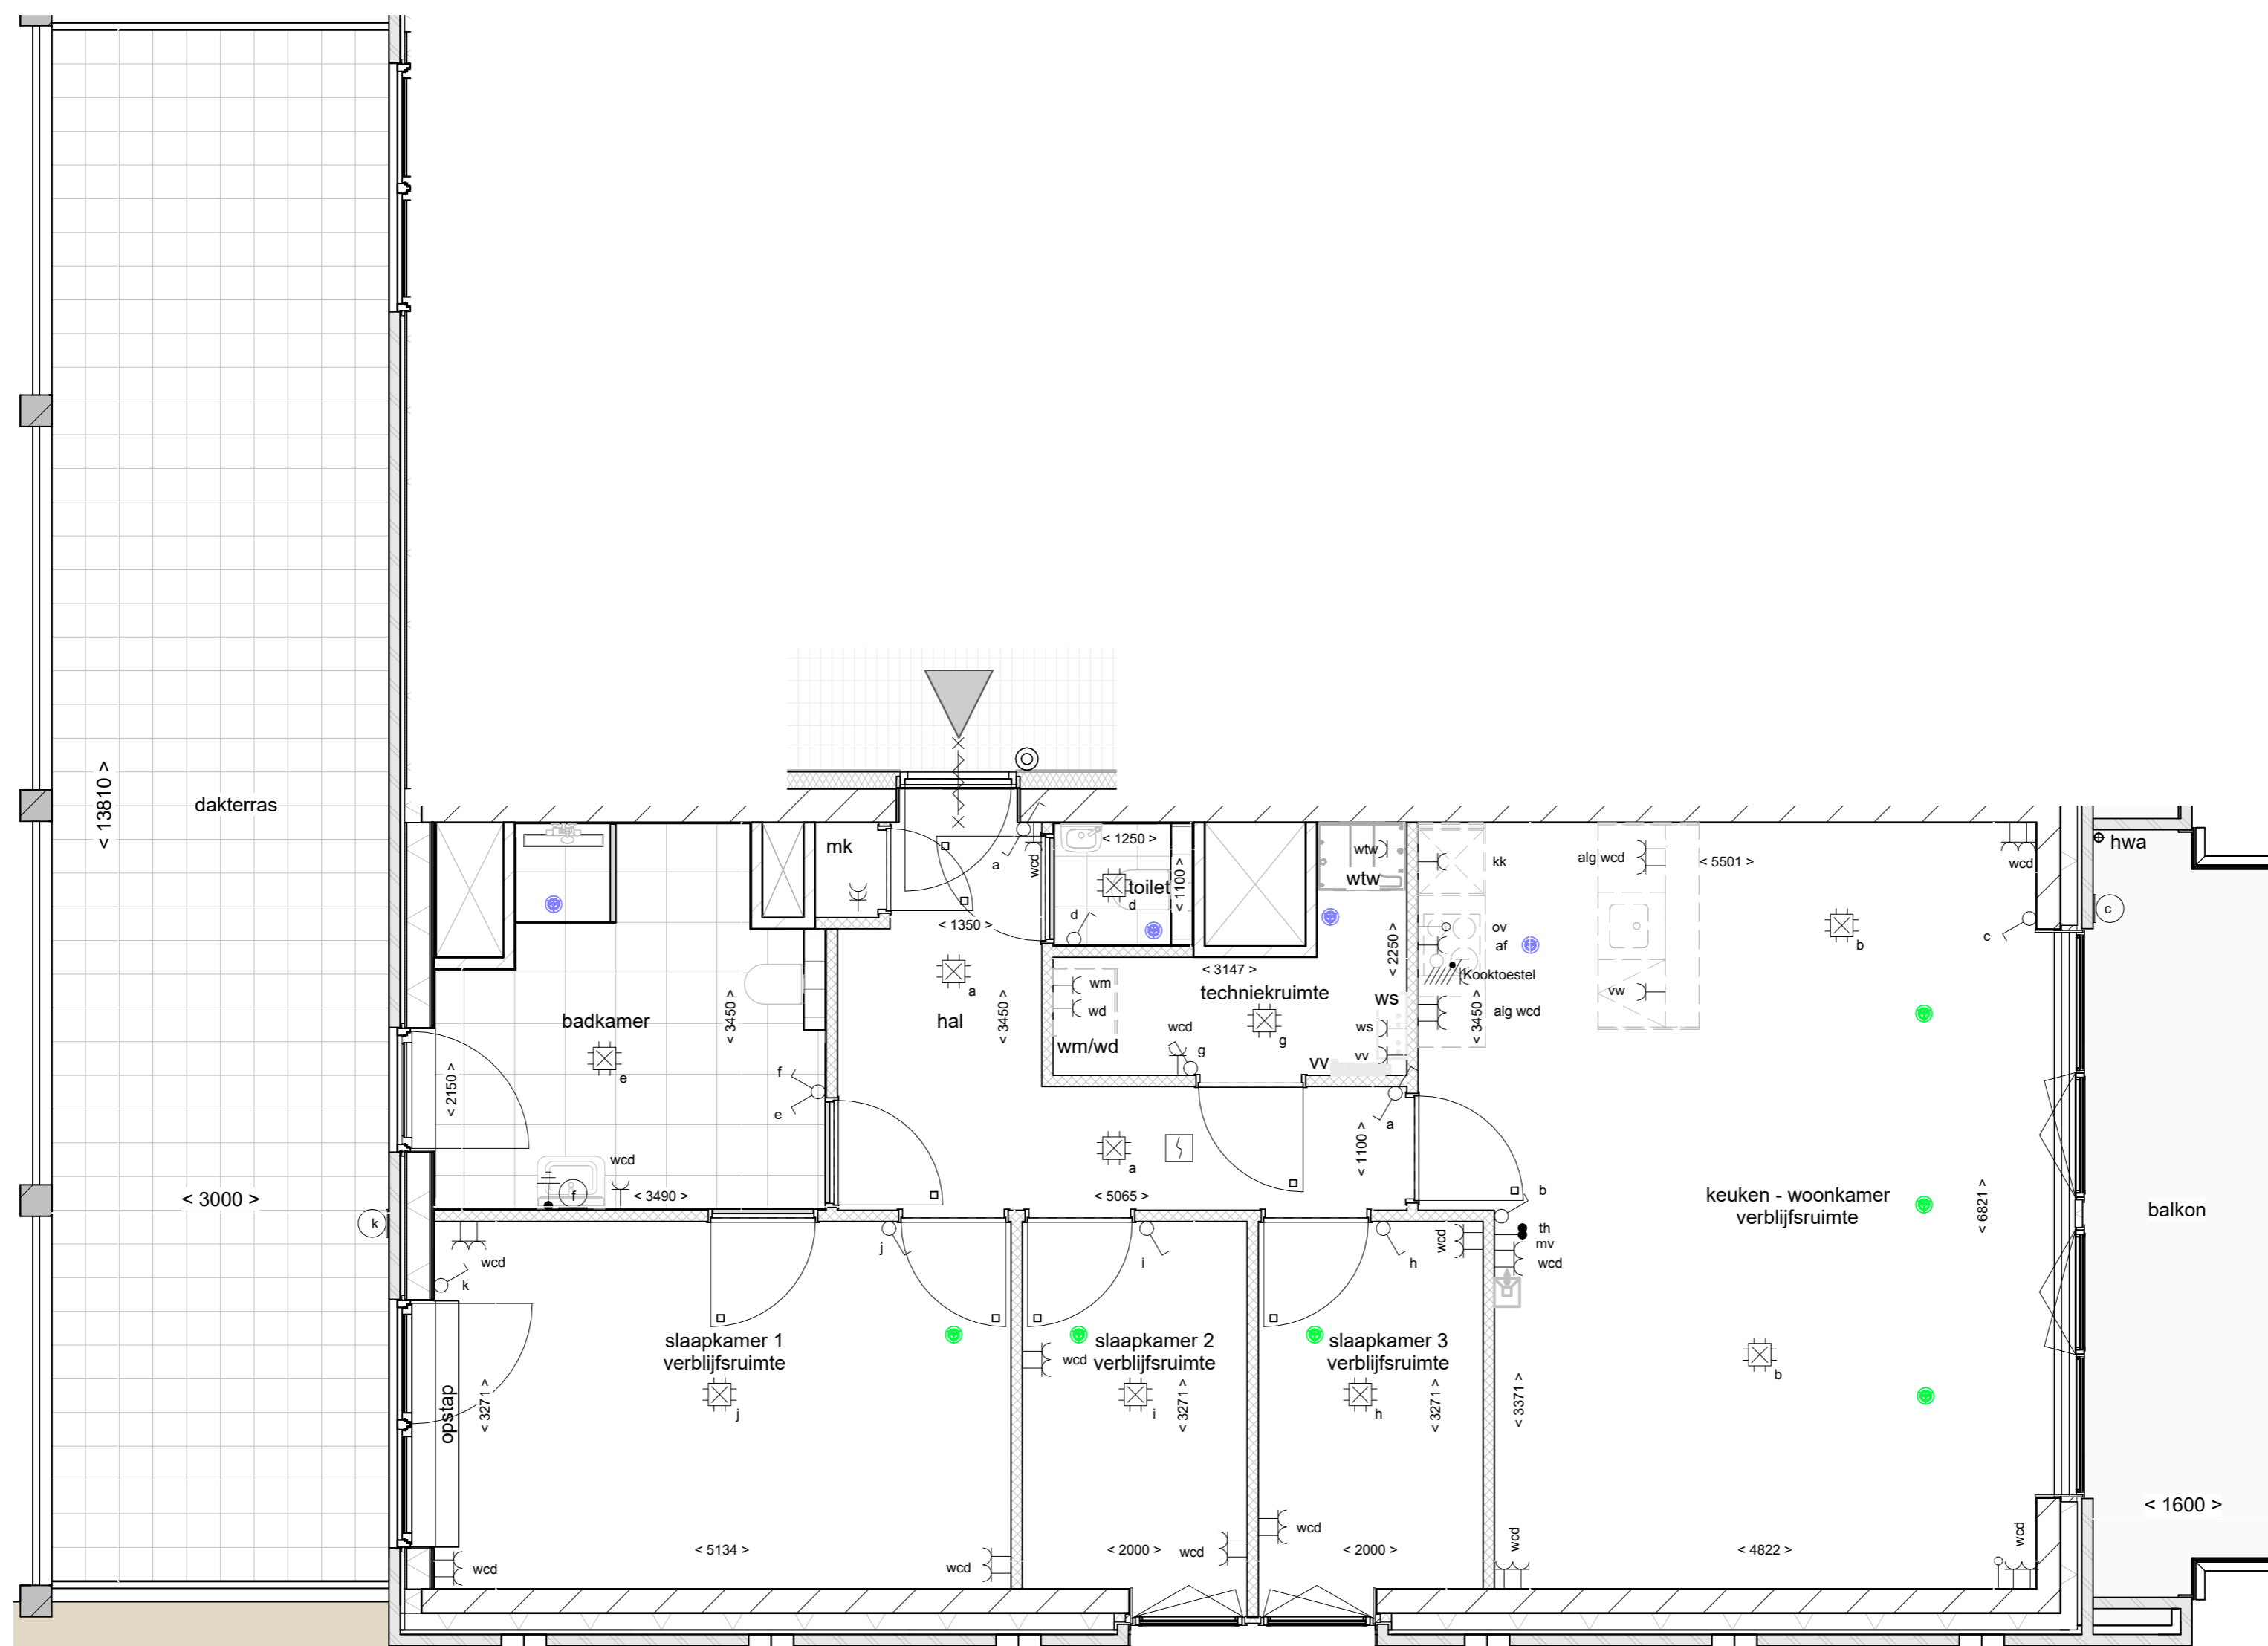 < 13810 >
dakterras
< 3000 >
k
mk
a
wcd
< 1250 >
toilet
d
d
< 1100 >
< 1350 >
wtw
wtw
kk
alg wcd
< 5501 >
wcd
hwa
c
c
b
ov
af
Kooktoestel
alg wcd
vw
< 2250 >
< 3450 >
< 3147 >
techniekruimte
g
wcd
g
wm
wd
wm/wd
ws
ws
vv
vv
a
hal
< 3450 >
badkamer
e
< 3450 >
< 2150 >
f
e
wcd
f
< 3490 >
a
< 5065 >
< 1100 >
a
b
th
mv
wcd
keuken - woonkamer
verblijfsruimte
< 6821 >
balkon
wcd
k
j
i
h
wcd
slaapkamer 1
verblijfsruimte
j
opstap
< 3271 >
slaapkamer 2
verblijfsruimte
wcd
i
< 3271 >
slaapkamer 3
verblijfsruimte
h
< 3271 >
< 3371 >
b
< 1600 >
wcd
< 5134 >
wcd
< 2000 >
wcd
wcd
< 2000 >
wcd
< 4822 >
wcd